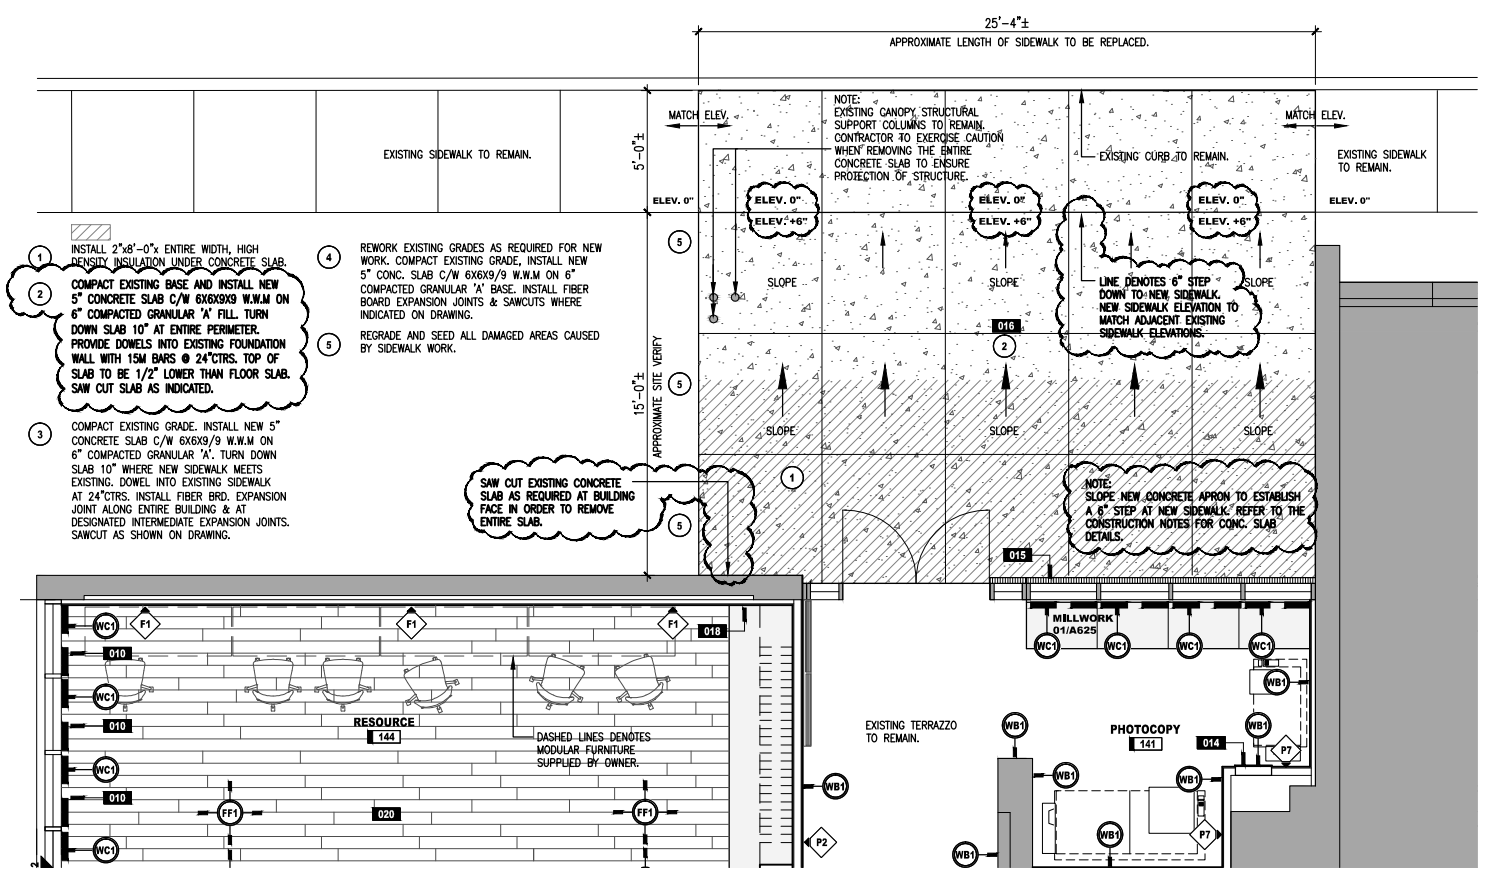 25'-4"±
APPROXIMATE LENGTH OF SIDEWALK TO BE REPLACED.
MATCH ELEV.
NOTE:
EXISTING CANOPY STRUCTURAL
SUPPORT COLUMNS TO REMAIN.
CONTRACTOR TO EXERCISE CAUTION
WHEN REMOVING THE ENTIRE
CONCRETE SLAB TO ENSURE
PROTECTION OF STRUCTURE.
MATCH ELEV.
5'-0"±
EXISTING SIDEWALK TO REMAIN.
EXISTING CURB TO REMAIN.
EXISTING SIDEWALK
TO REMAIN.
ELEV. 0"
ELEV. 0"
ELEV. +6"
ELEV. 0"
ELEV. +6"
ELEV. 0"
ELEV. +6"
ELEV. 0"
1
INSTALL 2"x8'-0"x ENTIRE WIDTH, HIGH
DENSITY INSULATION UNDER CONCRETE SLAB.
2
COMPACT EXISTING BASE AND INSTALL NEW
5" CONCRETE SLAB C/W 6X6X9X9 W.W.M ON
6" COMPACTED GRANULAR 'A' FILL. TURN
DOWN SLAB 10" AT ENTIRE PERIMETER.
PROVIDE DOWELS INTO EXISTING FOUNDATION
WALL WITH 15M BARS @ 24"CTRS. TOP OF
SLAB TO BE 1/2" LOWER THAN FLOOR SLAB.
SAW CUT SLAB AS INDICATED.
3
COMPACT EXISTING GRADE. INSTALL NEW 5"
CONCRETE SLAB C/W 6X6X9/9 W.W.M ON
6" COMPACTED GRANULAR 'A'. TURN DOWN
SLAB 10" WHERE NEW SIDEWALK MEETS
EXISTING. DOWEL INTO EXISTING SIDEWALK
AT 24"CTRS. INSTALL FIBER BRD. EXPANSION
JOINT ALONG ENTIRE BUILDING & AT
DESIGNATED INTERMEDIATE EXPANSION JOINTS.
SAWCUT AS SHOWN ON DRAWING.
4
REWORK EXISTING GRADES AS REQUIRED FOR NEW
WORK. COMPACT EXISTING GRADE, INSTALL NEW
5" CONC. SLAB C/W 6X6X9/9 W.W.M ON 6"
COMPACTED GRANULAR 'A' BASE. INSTALL FIBER
BOARD EXPANSION JOINTS & SAWCUTS WHERE
INDICATED ON DRAWING.
5
REGRADE AND SEED ALL DAMAGED AREAS CAUSED
BY SIDEWALK WORK.
5
SLOPE
SLOPE
SLOPE
LINE DENOTES 6" STEP
DOWN TO NEW SIDEWALK.
NEW SIDEWALK ELEVATION TO
MATCH ADJACENT EXISTING
SIDEWALK ELEVATIONS.
016
2
15'-0"±
APPROXIMATE SITE VERIFY
5
SLOPE
SLOPE
SLOPE
1
SAW CUT EXISTING CONCRETE
SLAB AS REQUIRED AT BUILDING
FACE IN ORDER TO REMOVE
ENTIRE SLAB.
5
NOTE:
SLOPE NEW CONCRETE APRON TO ESTABLISH
A 6" STEP AT NEW SIDEWALK. REFER TO THE
CONSTRUCTION NOTES FOR CONC. SLAB
DETAILS.
015
WC1
F1
F1
F1
018
MILLWORK
01/A625
WC1
WC1
WC1
WC1
010
WC1
WB1
010
RESOURCE
144
DASHED LINES DENOTES
MODULAR FURNITURE
SUPPLIED BY OWNER.
EXISTING TERRAZZO
TO REMAIN.
WB1
PHOTOCOPY
141
014
WB1
P7
WC1
WB1
WB1
WB1
010
FF1
020
FF1
WC1
P2
WB1
WB1
P7
2